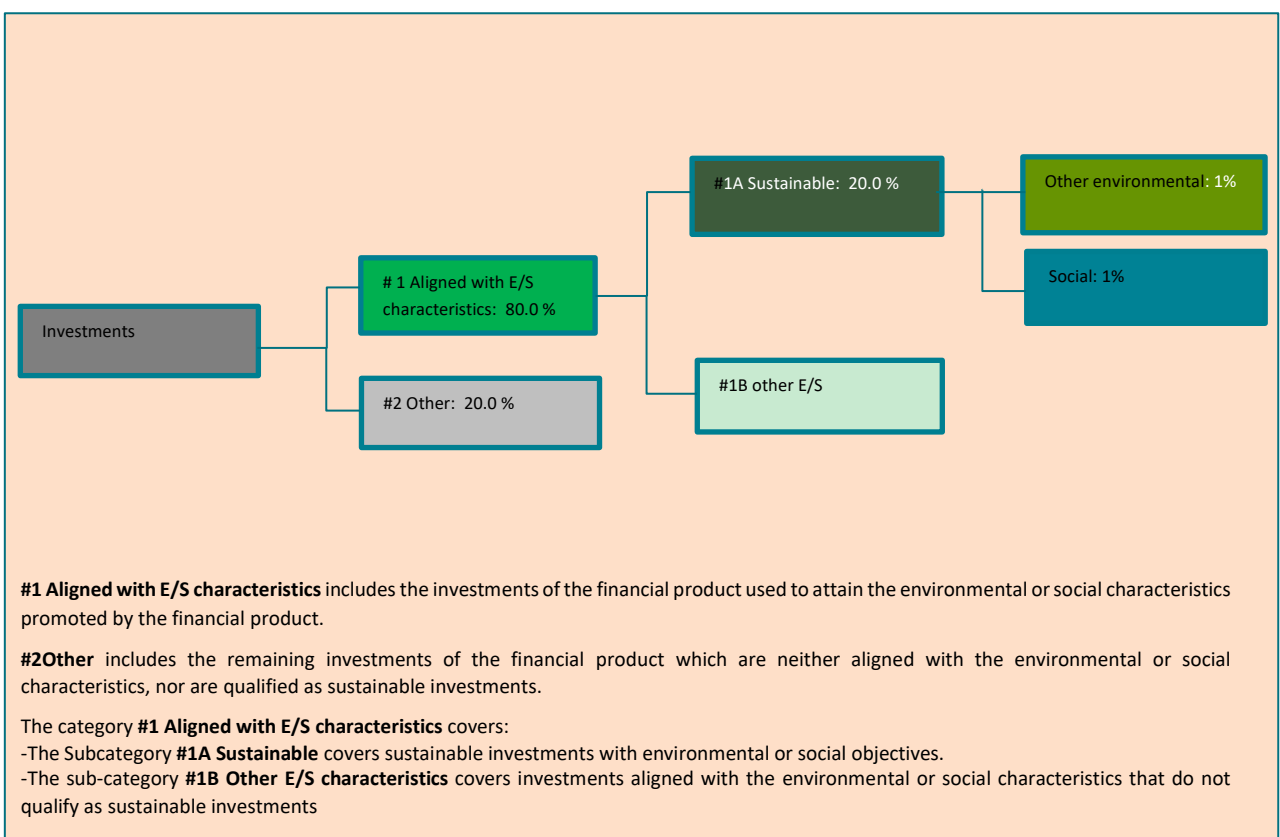 #1A Sustainable: 20.0 %
Other environmental: 1%
# 1 Aligned with E/S
characteristics: 80.0 %
Social: 1%
Investments
#1B other E/S
#2 Other: 20.0 %
#1 Aligned with E/S characteristics includes the investments of the financial product used to attain the environmental or social characteristics
promoted by the financial product.
#2Other includes the remaining investments of the financial product which are neither aligned with the environmental or social
characteristics, nor are qualified as sustainable investments.
The category #1 Aligned with E/S characteristics covers:
-The Subcategory #1A Sustainable covers sustainable investments with environmental or social objectives.
-The sub-category #1B Other E/S characteristics covers investments aligned with the environmental or social characteristics that do not
qualify as sustainable investments